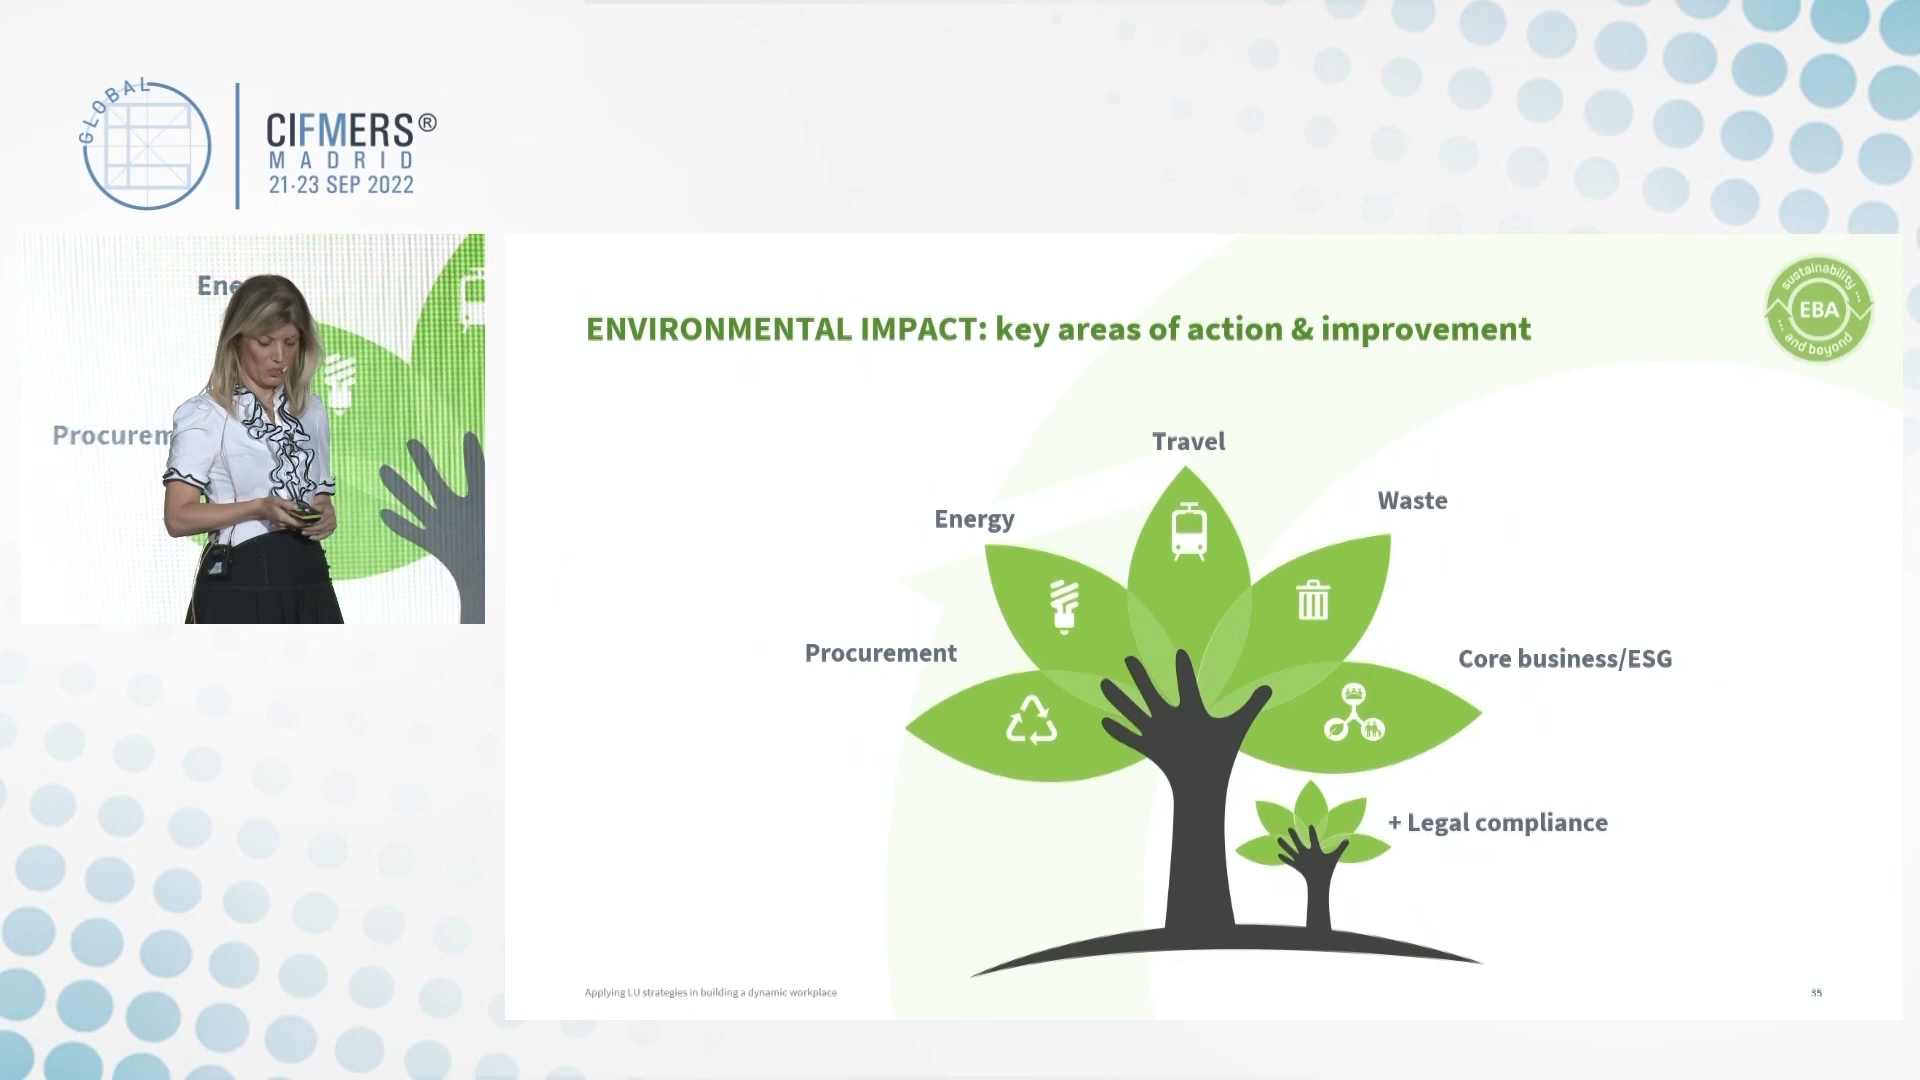 GLOBAL
CIFMERS®
MADRID
21-23 SEP 2022
Ene
Procurem
ENVIRONMENTAL IMPACT: key areas of action & improvement
sustainability ...
EBA
... and beyond
Travel
Waste
Energy
Procurement
Core business/ESG
+ Legal compliance
Applying LU strategies in building a dynamic workplace
35